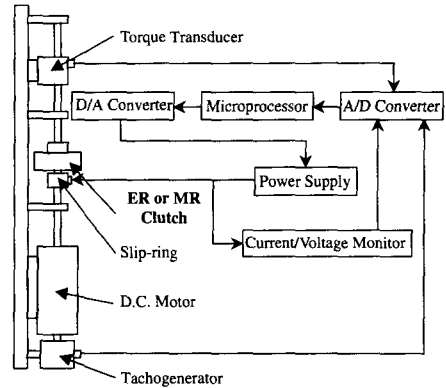 Torque Transducer
D/A Converter
Microprocessor
A/D Converter
Power Supply
ER or MR
Clutch
Current/Voltage Monitor
Slip-ring
D.C. Motor
Tachogenerator